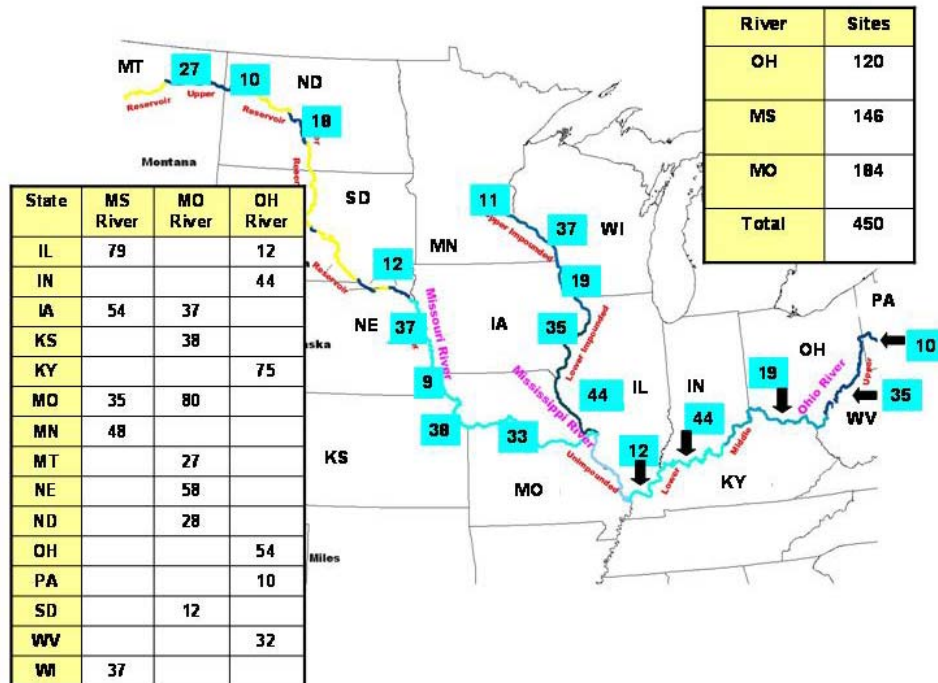 River Sites
OH 120
MS 146
MO 184
Total 450
MT
27
10
ND
Reservoir
Upper
Reservoir
18
Montana
State MS River MO River OH River
IL 79 12
IN 44
IA 54 37
KS 38
KY 75
MO 35 80
MN 48
MT 27
NE 58
ND 28
OH 54
PA 10
SD 12
WV 32
WI 37
SD
11
37
WI
Upper Impounded
MN
12
19
Reservoir
NE
37
Missouri River
IA
35
Lower Impounded
PA
OH
10
Upper
Ohio River
19
35
WV
9
Mississippi River
44
IL
IN
44
38
33
12
Middle
Lower
KY
KS
MO
Unimpounded
Miles